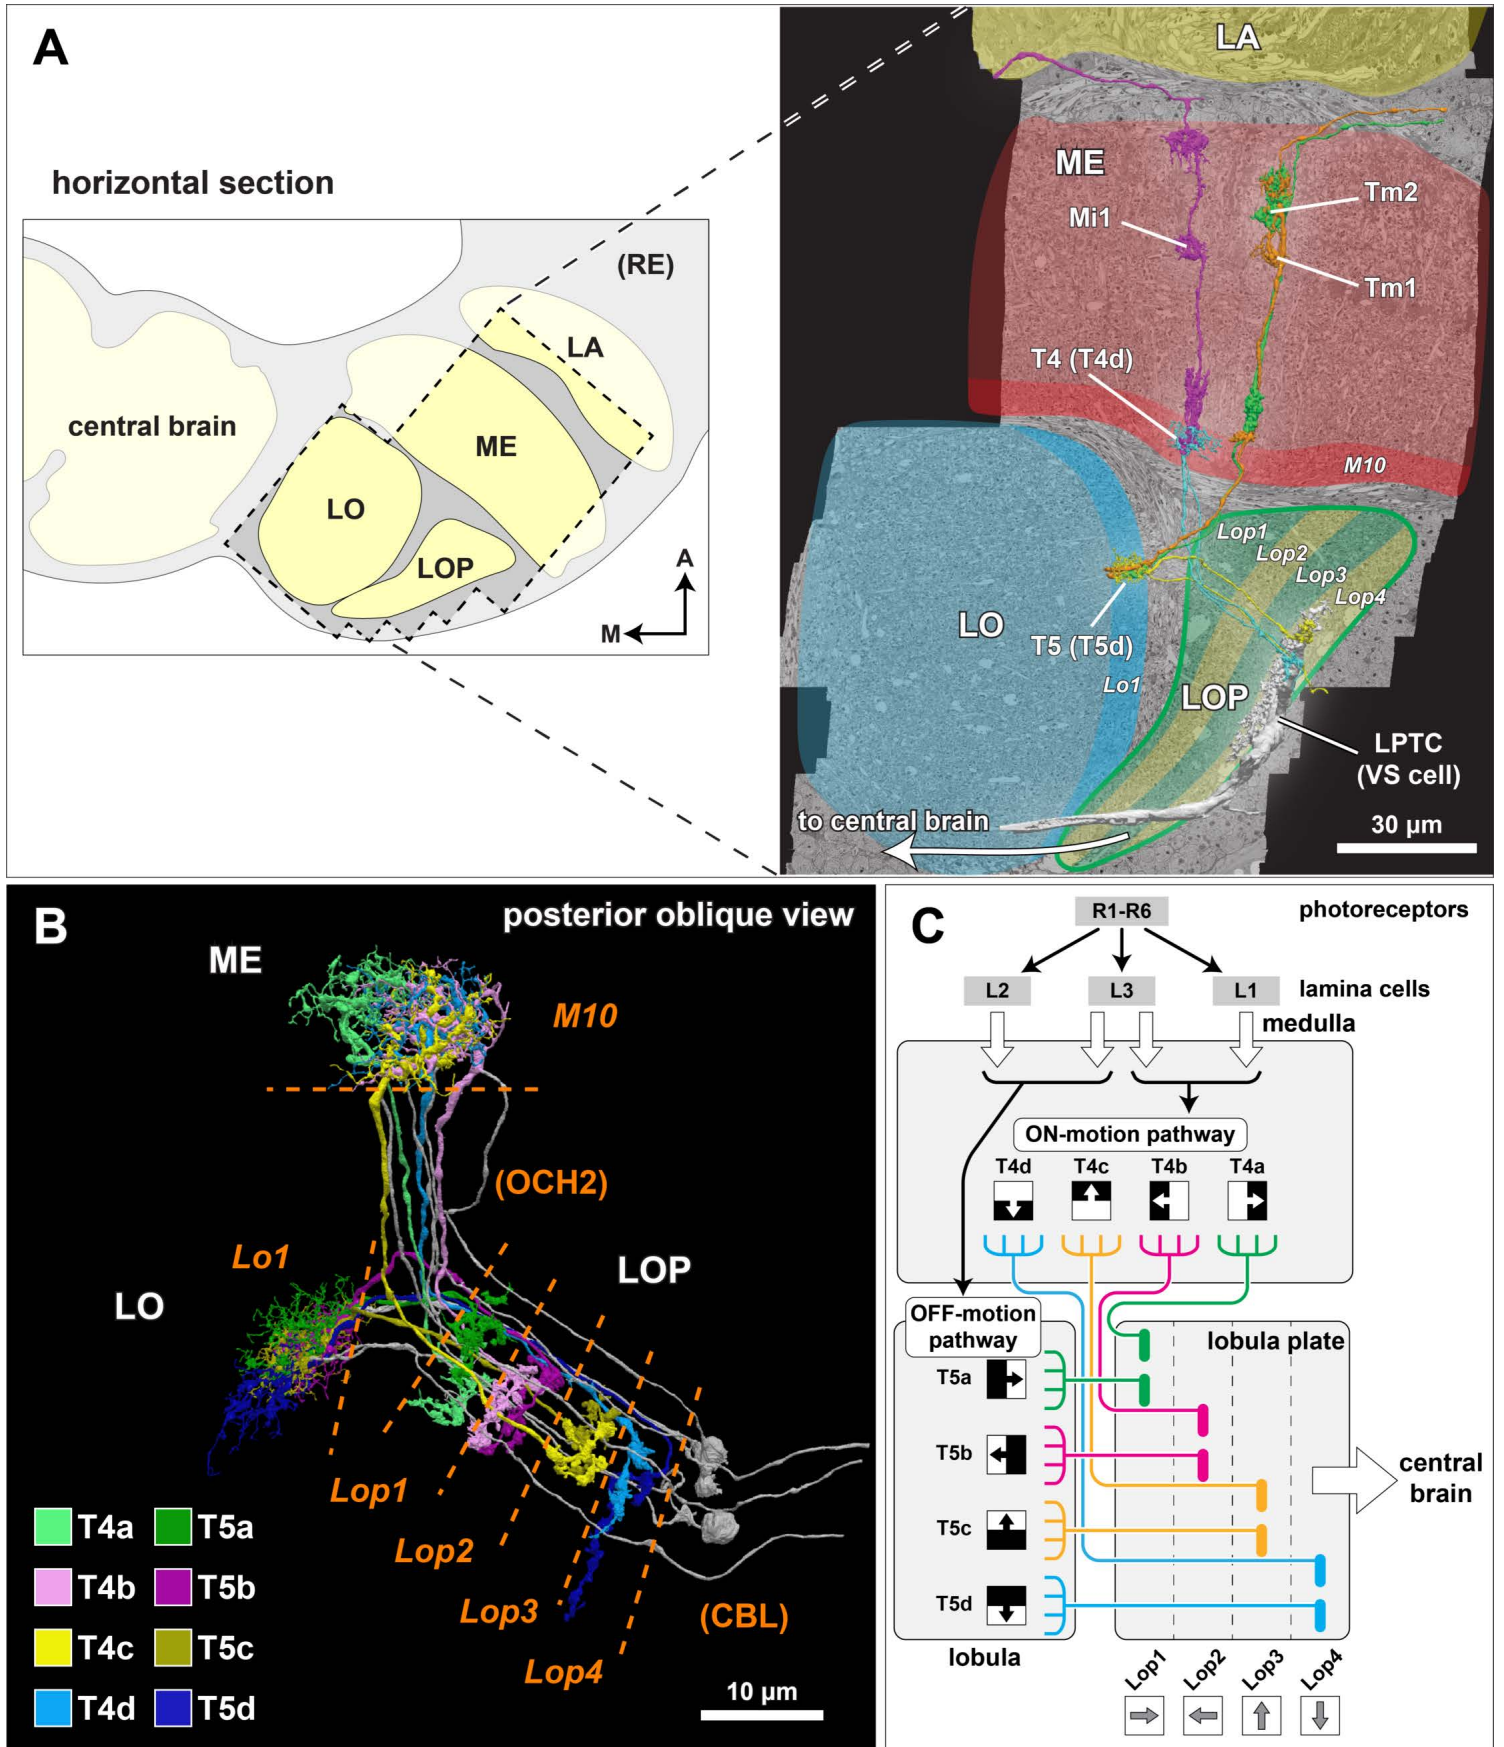 A
horizontal section
(RE)
LA
central brain
ME
LO
LOP
A
M
LA
ME
Mi1
Tm2
Tm1
T4 (T4d)
M10
Lop1
Lop2
Lop3
Lop4
LO
T5 (T5d)
Lo1
LOP
LPTC
(VS cell)
to central brain
30 µm
B
posterior oblique view
ME
M10
(OCH2)
Lo1
LO
LOP
Lop1
Lop2
Lop3
Lop4
(CBL)
T4a T5a
T4b T5b
T4c T5c
T4d T5d
10 µm
C
R1-R6 photoreceptors
L2 L3 L1 lamina cells
medulla
ON-motion pathway
T4d T4c T4b T4a
OFF-motion
pathway
lobula plate
T5a
T5b
T5c
T5d
central
brain
lobula
Lop1 Lop2 Lop3 Lop4